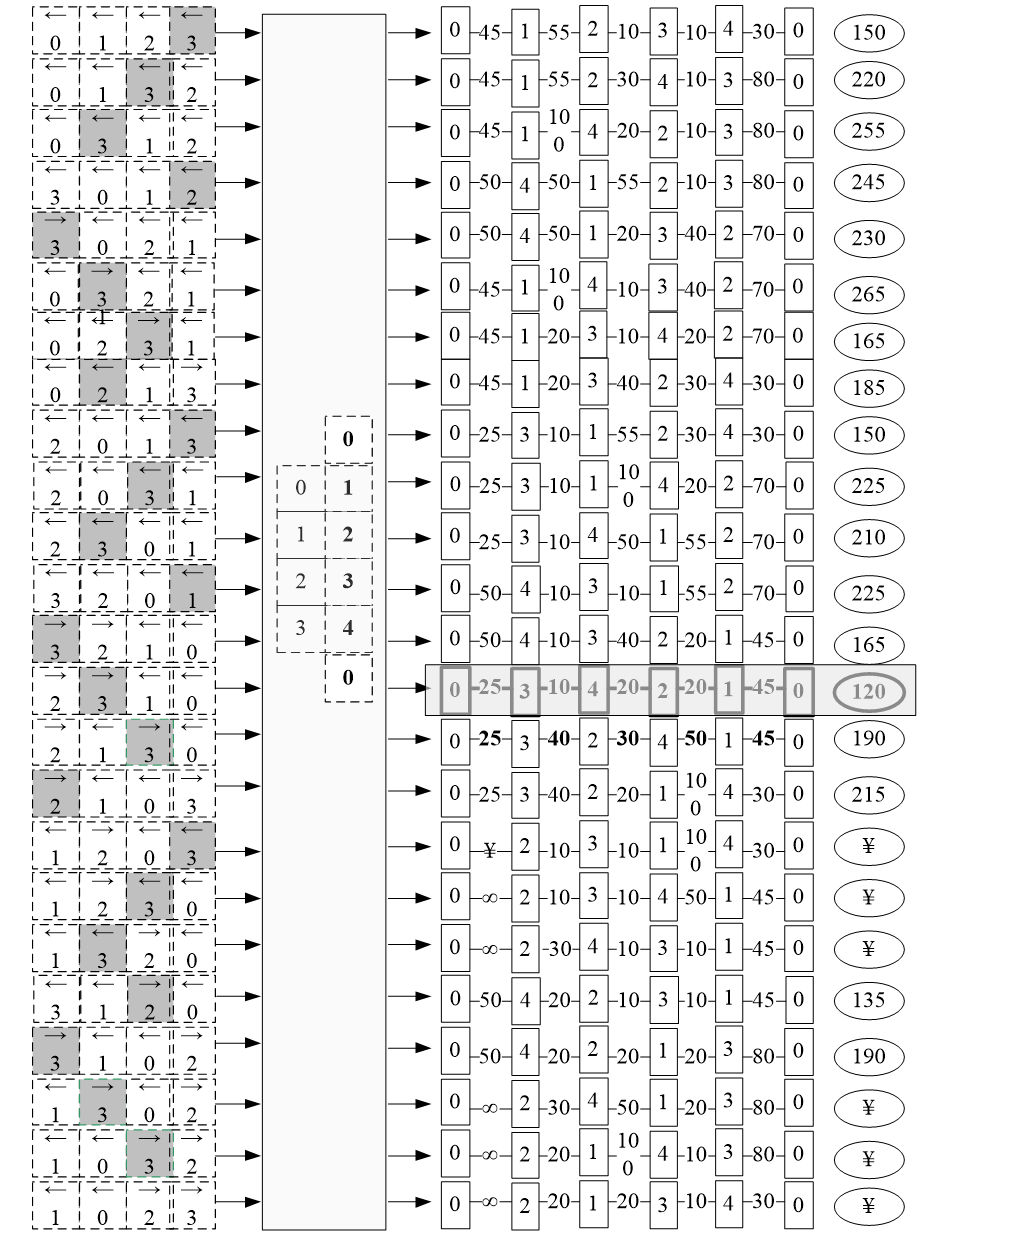 ← ← ← ←
0 1 2 3
0 45 1 55 2 10 3 10 4 30 0 150
← ← ← ←
0 1 3 2
0 45 1 55 2 30 4 10 3 80 0 220
← ← ← ←
0 3 1 2
0 45 1 100 4 20 2 10 3 80 0 255
← ← ← ←
3 0 1 2
0 50 4 50 1 55 2 10 3 80 0 245
→ ← ← ←
3 0 2 1
0 50 4 50 1 20 3 40 2 70 0 230
← → ← ←
0 3 2 1
0 45 1 100 4 10 3 40 2 70 0 265
← ← → ←
0 2 3 1
0 45 1 20 3 10 4 20 2 70 0 165
← ← ← →
0 2 1 3
0 45 1 20 3 40 2 30 4 30 0 185
← ← ← ←
2 0 1 3
0
0 25 3 10 1 55 2 30 4 30 0 150
← ← ← ←
2 0 3 1
0 1
0 25 3 10 1 100 4 20 2 70 0 225
← ← ← ←
2 3 0 1
1 2
0 25 3 10 4 50 1 55 2 70 0 210
← ← ← ←
3 2 0 1
2 3
0 50 4 10 3 10 1 55 2 70 0 225
→ → ← ←
3 2 1 0
3 4
0 50 4 10 3 40 2 20 1 45 0 165
→ → ← ←
2 3 1 0
0
0 25 3 10 4 20 2 20 1 45 0 120
→ ← → ←
2 1 3 0
0 25 3 40 2 30 4 50 1 45 0 190
→ ← ← →
2 1 0 3
0 25 3 40 2 20 1 100 4 30 0 215
← → ← ←
1 2 0 3
0 ¥ 2 10 3 10 1 100 4 30 0 ¥
← → ← ←
1 2 3 0
0 ∞ 2 10 3 10 4 50 1 45 0 ¥
← ← → ←
1 3 2 0
0 ∞ 2 30 4 10 3 10 1 45 0 ¥
← ← → ←
3 1 2 0
0 50 4 20 2 10 3 10 1 45 0 135
→ ← ← →
3 1 0 2
0 50 4 20 2 20 1 20 3 80 0 190
← → ← →
1 3 0 2
0 ∞ 2 30 4 50 1 20 3 80 0 ¥
← ← → →
1 0 3 2
0 ∞ 2 20 1 100 4 10 3 80 0 ¥
← ← → →
1 0 2 3
0 ∞ 2 20 1 20 3 10 4 30 0 ¥